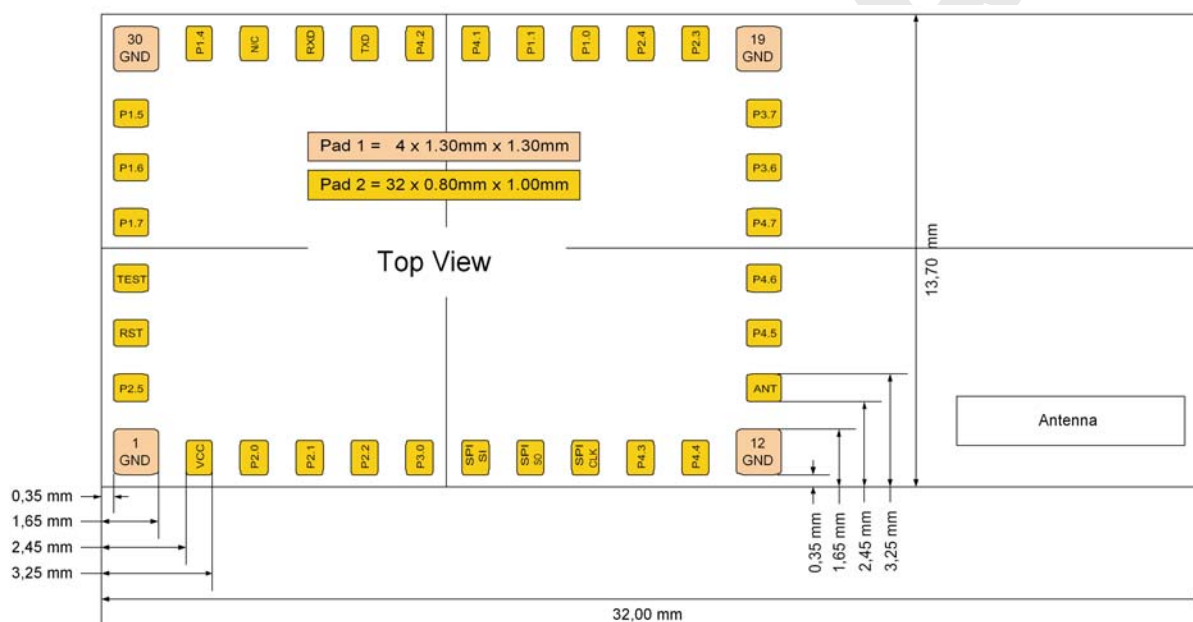 30
GND
P1.4
N/C
RXD
TXD
P4.2
P4.1
P1.1
P1.0
P2.4
P2.3
19
GND
P1.5
P3.7
Pad 1 = 4 x 1.30mm x 1.30mm
P1.6
P3.6
Pad 2 = 32 x 0.80mm x 1.00mm
P1.7
P4.7
Top View
13,70 mm
TEST
P4.6
RST
P4.5
P2.5
ANT
Antenna
1
GND
VCC
P2.0
P2.1
P2.2
P3.0
SPI
SI
SPI
SO
SPI
CLK
P4.3
P4.4
12
GND
0,35 mm
1,65 mm
2,45 mm
3,25 mm
0,35 mm
1,65 mm
2,45 mm
3,25 mm
32,00 mm